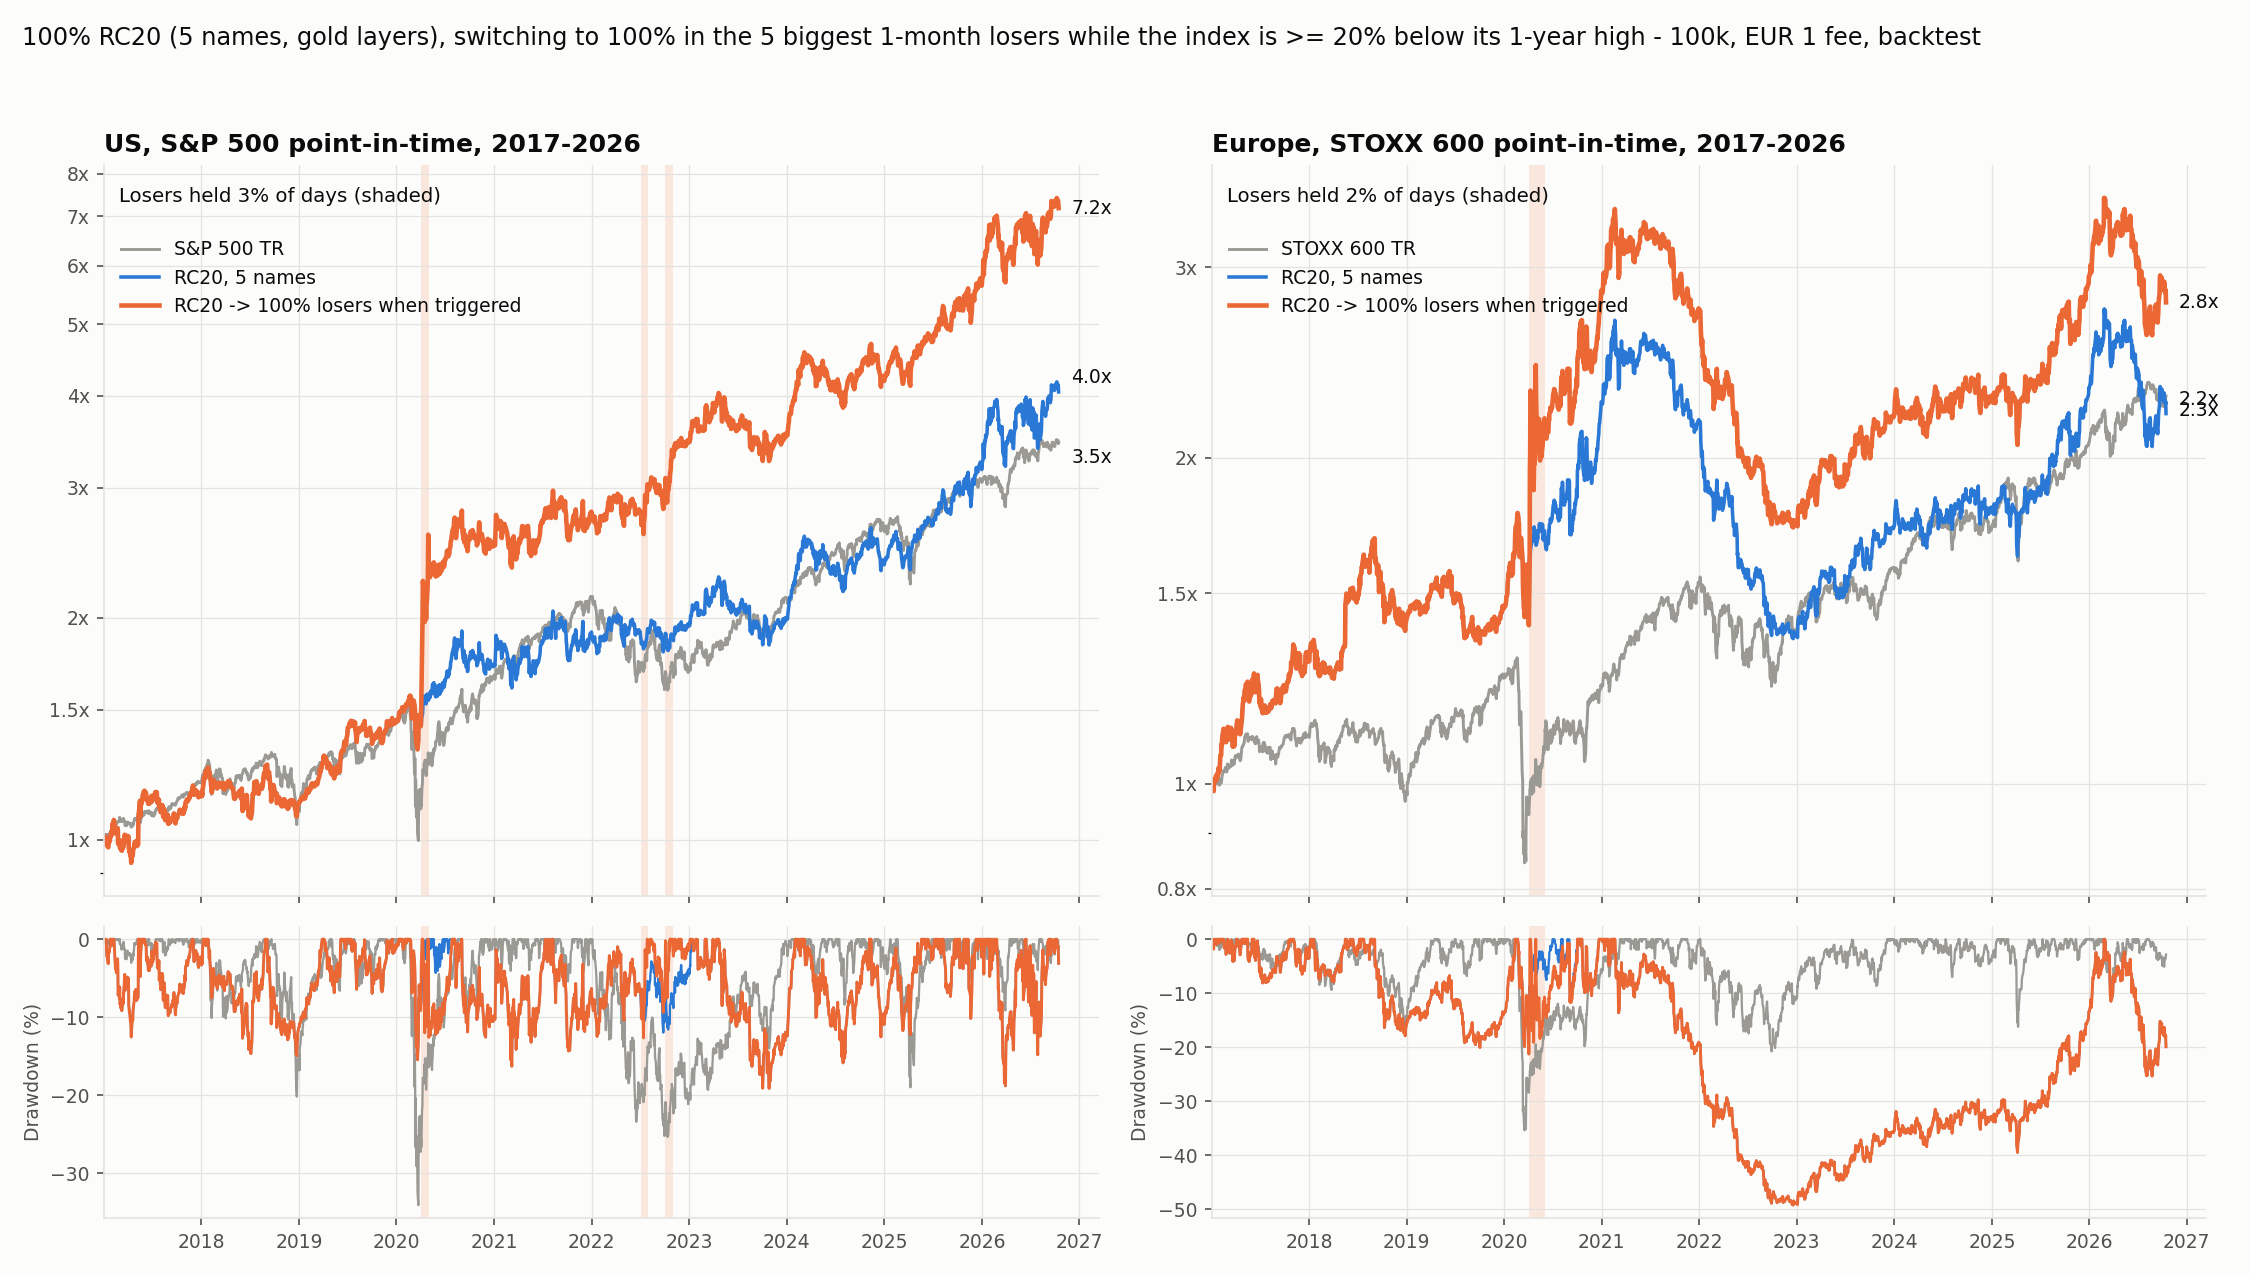 100% RC20 (5 names, gold layers), switching to 100% in the 5 biggest 1-month losers while the index is >= 20% below its 1-year high - 100k, EUR 1 fee, backtest
US, S&P 500 point-in-time, 2017-2026
8x
7x
6x
5x
4x
3x
2x
1.5x
1x
Losers held 3% of days (shaded)
S&P 500 TR
RC20, 5 names
RC20 -> 100% losers when triggered
7.2x
4.0x
3.5x
Drawdown (%)
0
−10
−20
−30
2018 2019 2020 2021 2022 2023 2024 2025 2026 2027
Europe, STOXX 600 point-in-time, 2017-2026
3x
2x
1.5x
1x
0.8x
Losers held 2% of days (shaded)
STOXX 600 TR
RC20, 5 names
RC20 -> 100% losers when triggered
2.8x
2.2x
2.3x
Drawdown (%)
0
−10
−20
−30
−40
−50
2018 2019 2020 2021 2022 2023 2024 2025 2026 2027